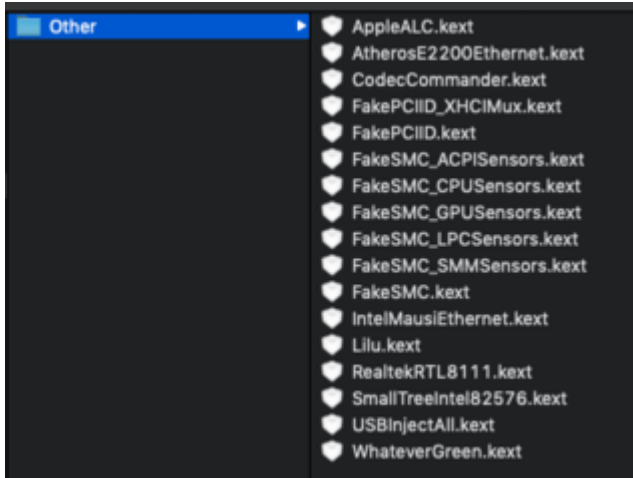 Other
AppleALC.kext
AtherosE2200Ethernet.kext
CodecCommander.kext
FakePCIID_XHCIMux.kext
FakePCIID.kext
FakeSMC_ACPISensors.kext
FakeSMC_CPUSensors.kext
FakeSMC_GPUSensors.kext
FakeSMC_LPCSensors.kext
FakeSMC_SMMSensors.kext
FakeSMC.kext
IntelMausiEthernet.kext
Lilu.kext
RealtekRTL8111.kext
SmallTreeIntel82576.kext
USBInjectAll.kext
WhateverGreen.kext